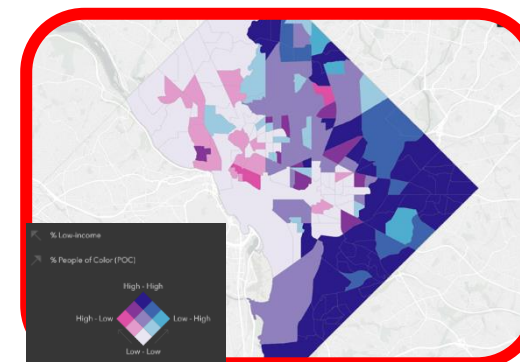 % Low-income
% People of Color (POC)
High - High
High - Low
Low - High
Low - Low